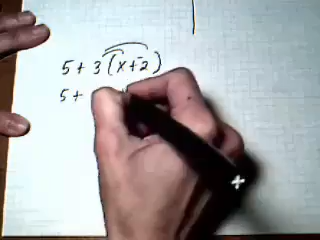 5 + 3 (x + -2)
5 +